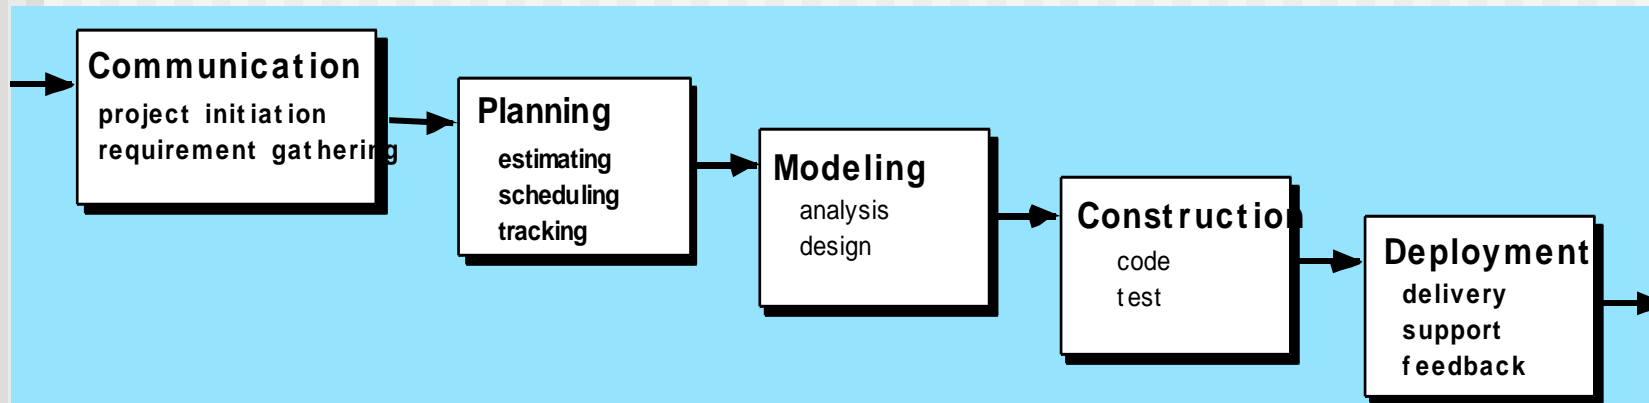 Communication
project initiation
requirement gathering
Planning
estimating
scheduling
tracking
Modeling
analysis
design
Construction
code
test
Deployment
delivery
support
feedback